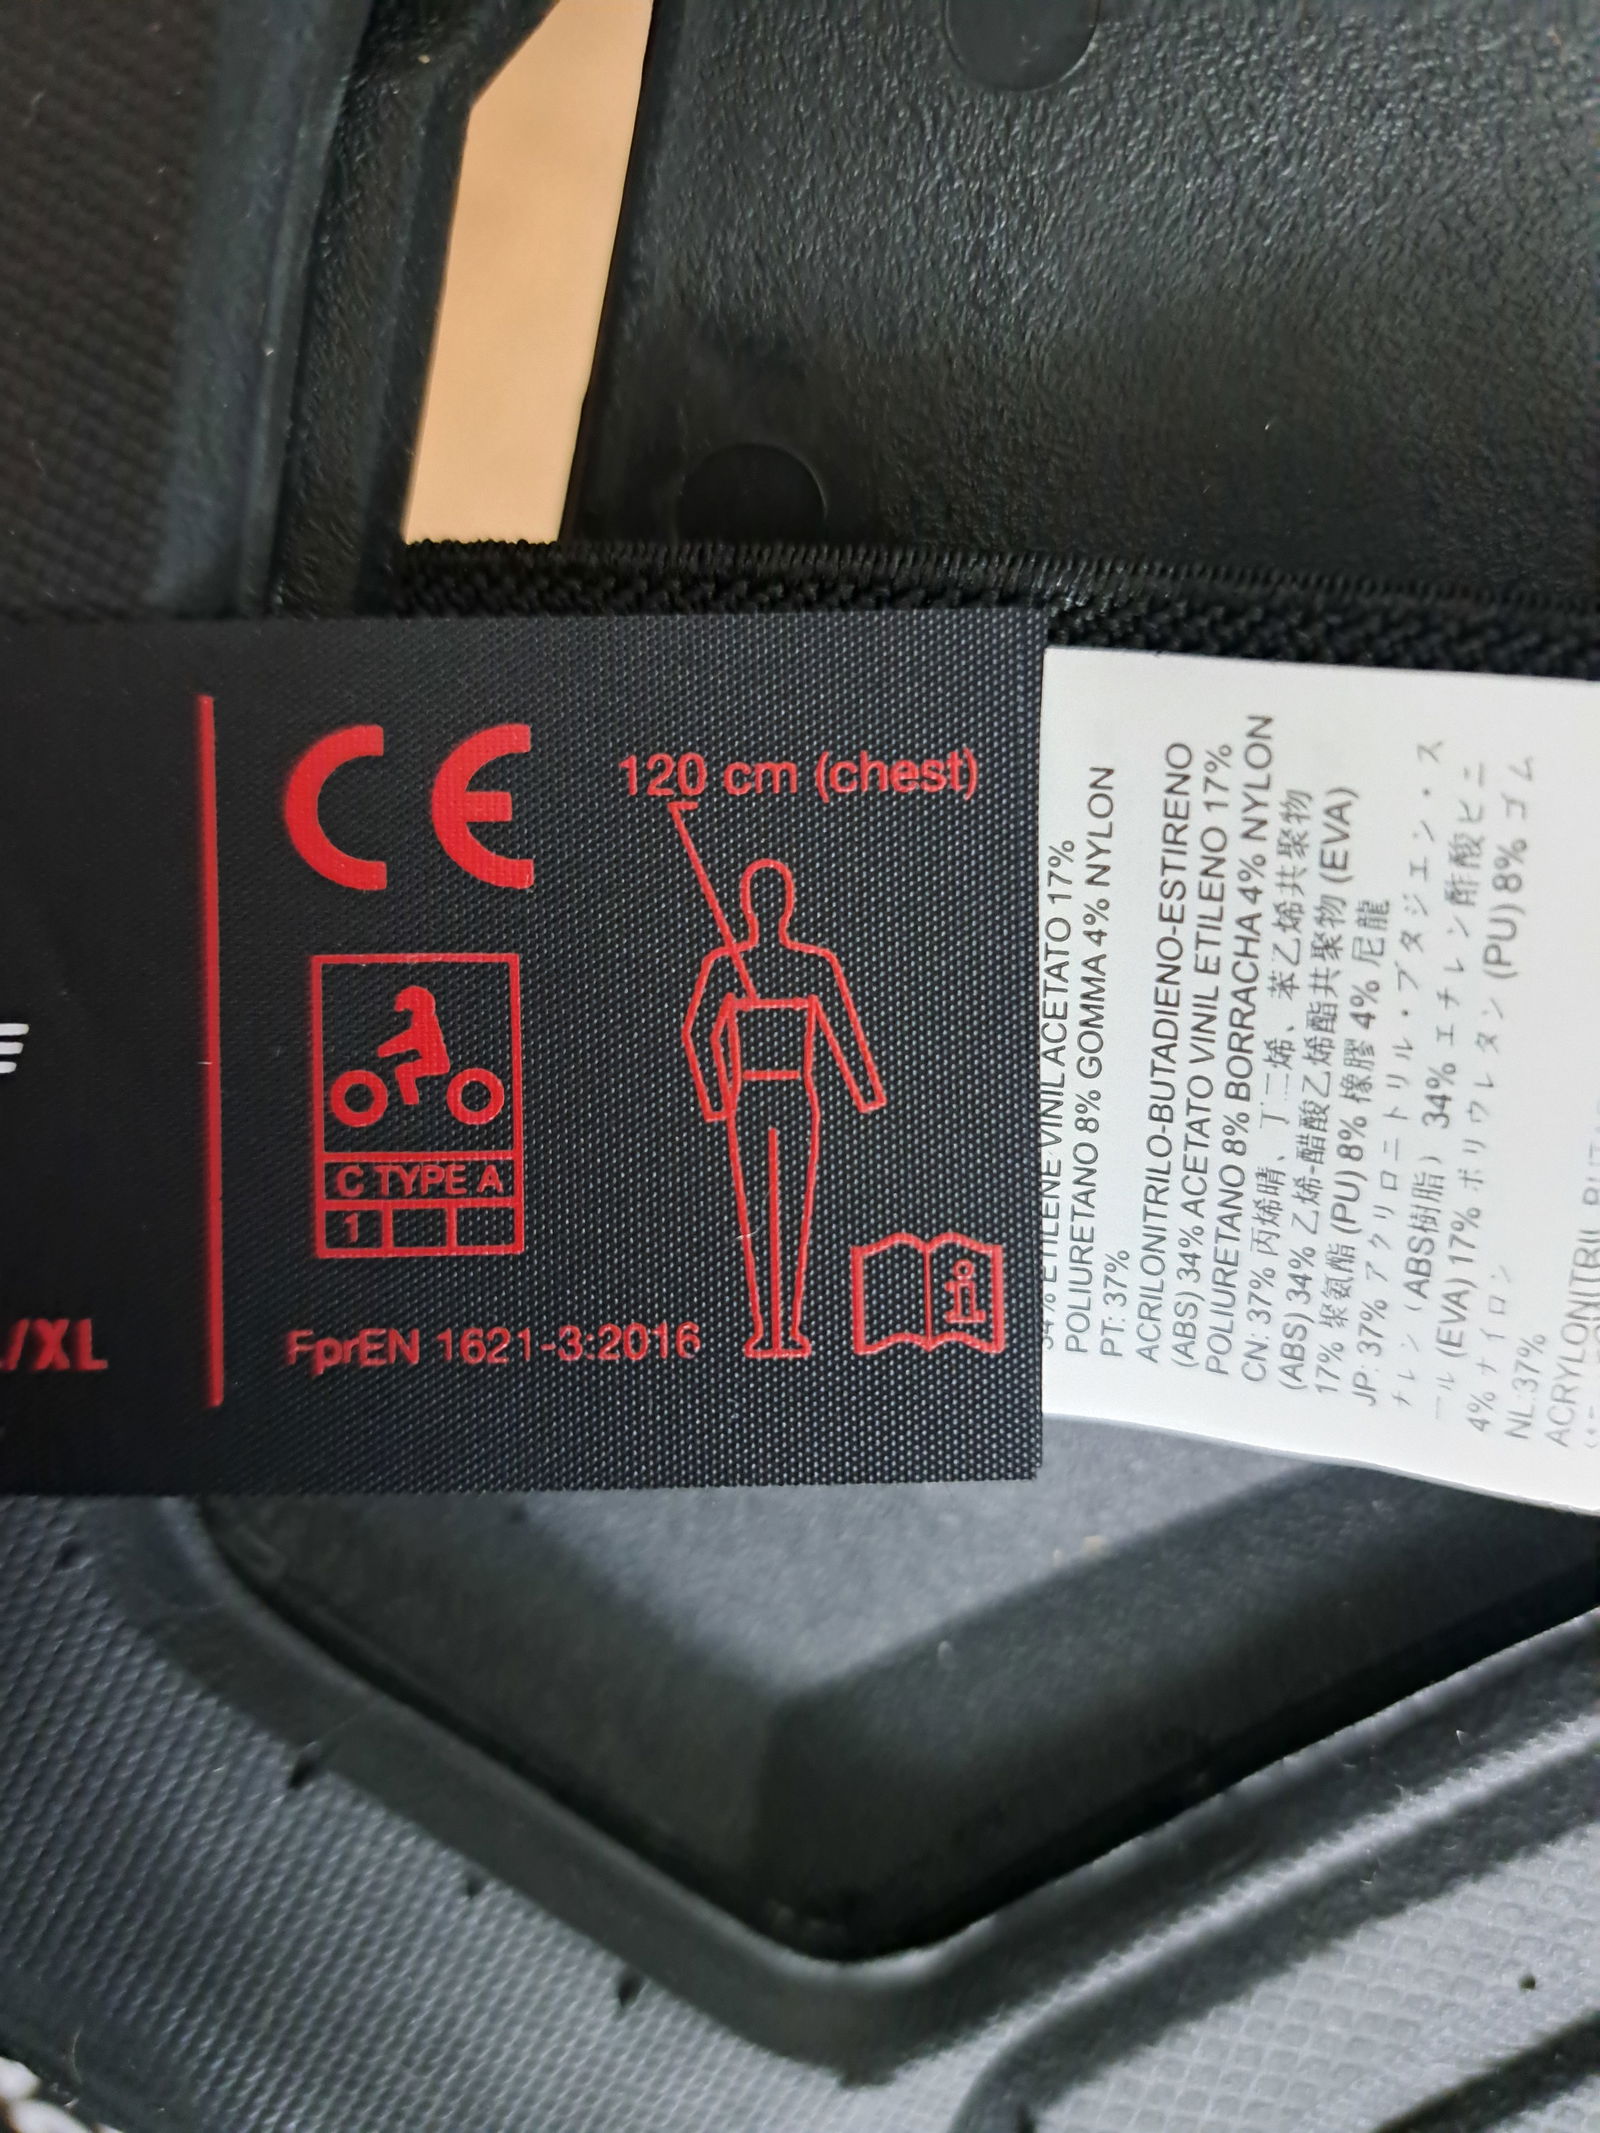 CE
120 cm (chest)
C TYPE A
1
FprEN 1621-3:2016
/XL
34% ETILENE VINIL ACETATO 17%
POLIURETANO 8% GOMMA 4% NYLON
PT: 37%
ACRILONITRILO-BUTADIENO-ESTIRENO
(ABS) 34% ACETATO VINIL ETILENO 17%
POLIURETANO 8% BORRACHA 4% NYLON
CN: 37% 丙烯晴、丁二烯、苯乙烯共聚物
(ABS) 34% 乙烯-醋酸乙烯酯共聚物 (EVA)
17% 聚氨酯 (PU) 8% 橡膠 4% 尼龍
JP: 37% アクリロニトリル・ブタジエン・ス
チレン (ABS樹脂) 34% エチレン酢酸ビニ
ール (EVA) 17% ポリウレタン (PU) 8% ゴム
4% ナイロン
NL:37%